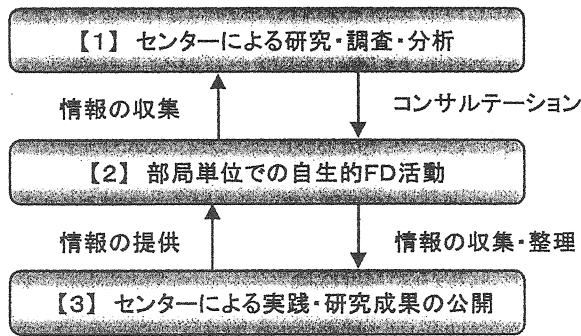 【1】 センターによる研究・調査・分析
情報の収集
コンサルテーション
【2】 部局単位での自生的FD活動
情報の提供
情報の収集・整理
【3】 センターによる実践・研究成果の公開